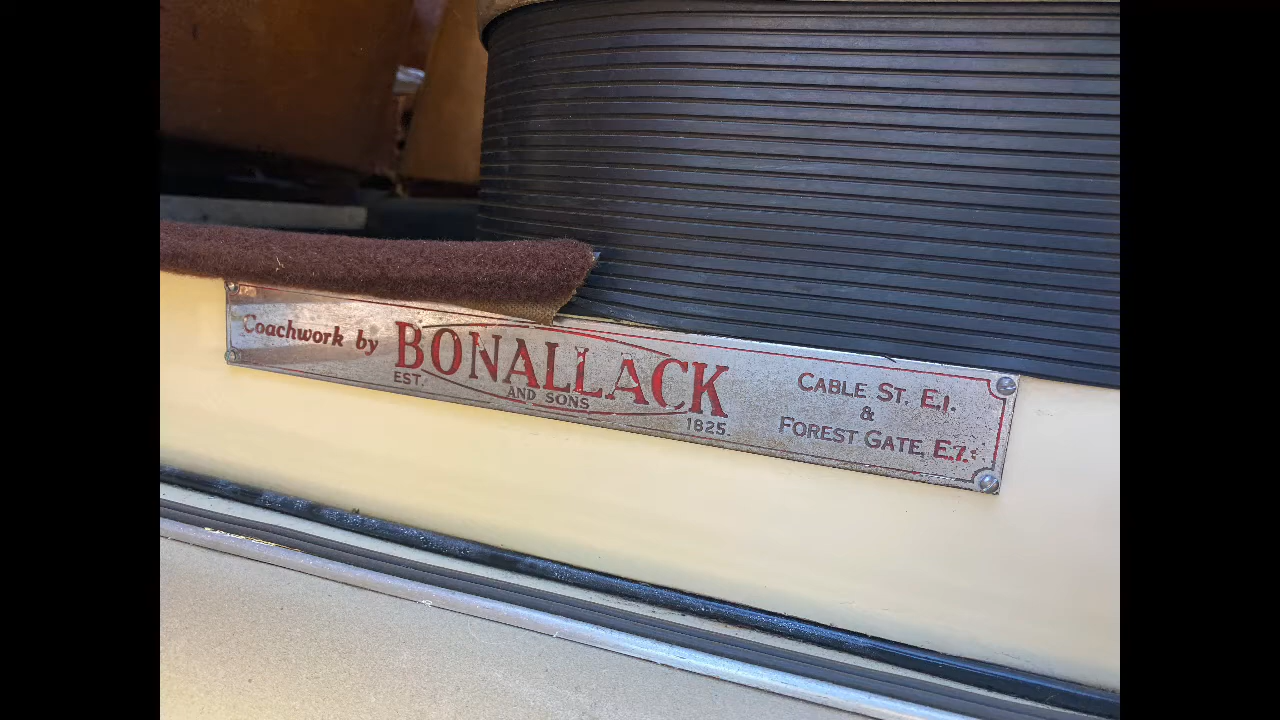 Coachwork by BONALLACK
EST. AND SONS 1825.
CABLE ST. E.1.
&
FOREST GATE, E.7.